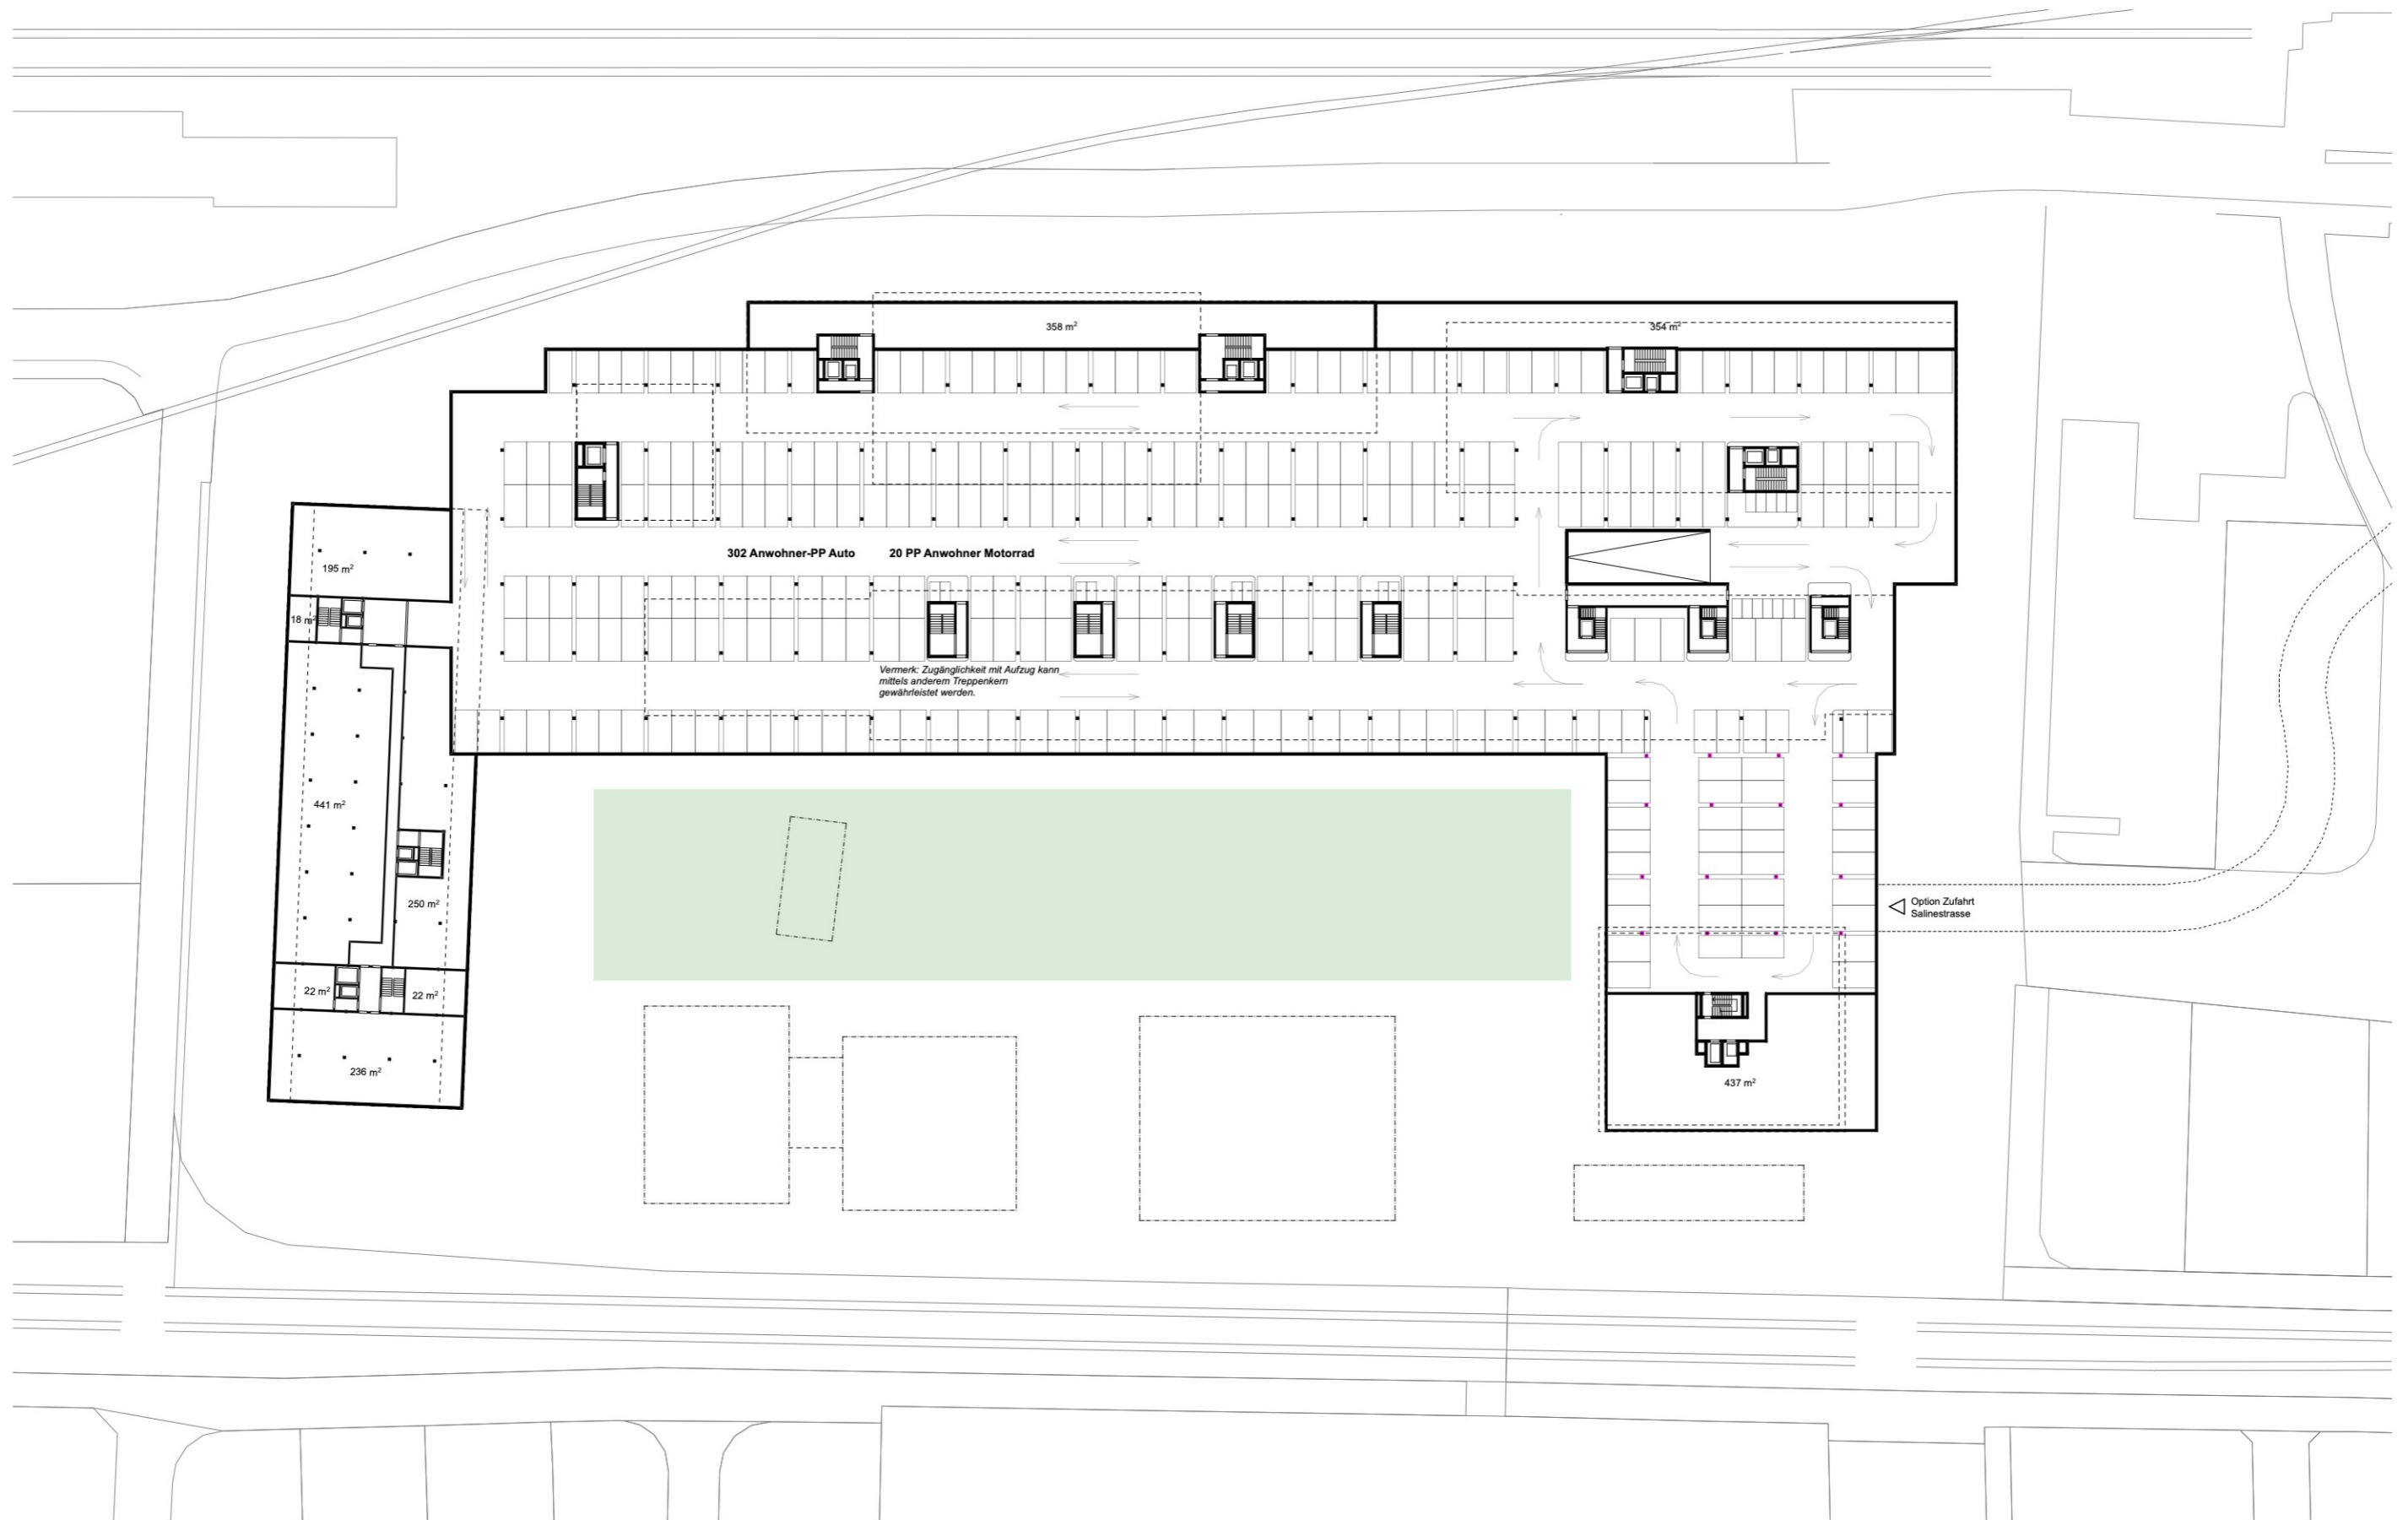 358 m²
354 m²
302 Anwohner-PP Auto
20 PP Anwohner Motorrad
195 m²
18 m²
Vermerk: Zugänglichkeit mit Aufzug kann
mittels anderem Treppenkern
gewährleistet werden.
441 m²
250 m²
Option Zufahrt
Salinestrasse
22 m²
22 m²
236 m²
437 m²